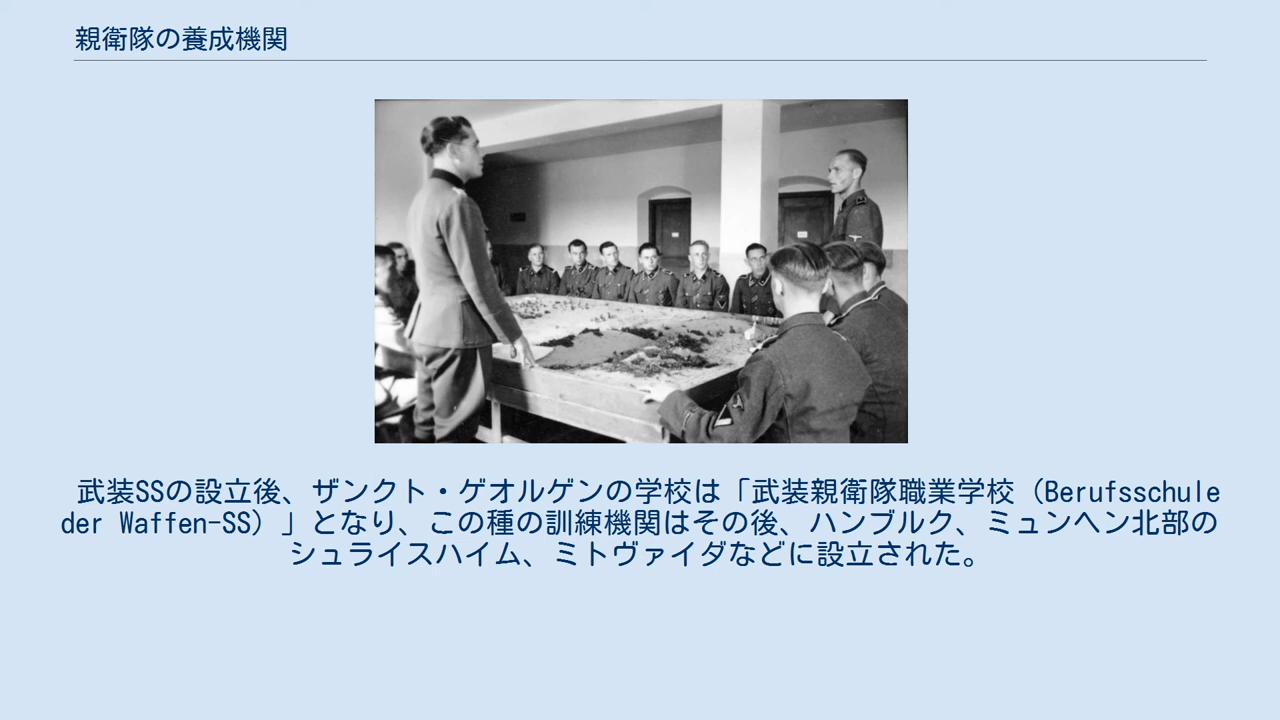 親衛隊の養成機関
武装SSの設立後、ザンクト・ゲオルゲンの学校は「武装親衛隊職業学校（Berufsschule
der Waffen-SS）」となり、この種の訓練機関はその後、ハンブルク、ミュンヘン北部の
シュライスハイム、ミトヴァイダなどに設立された。